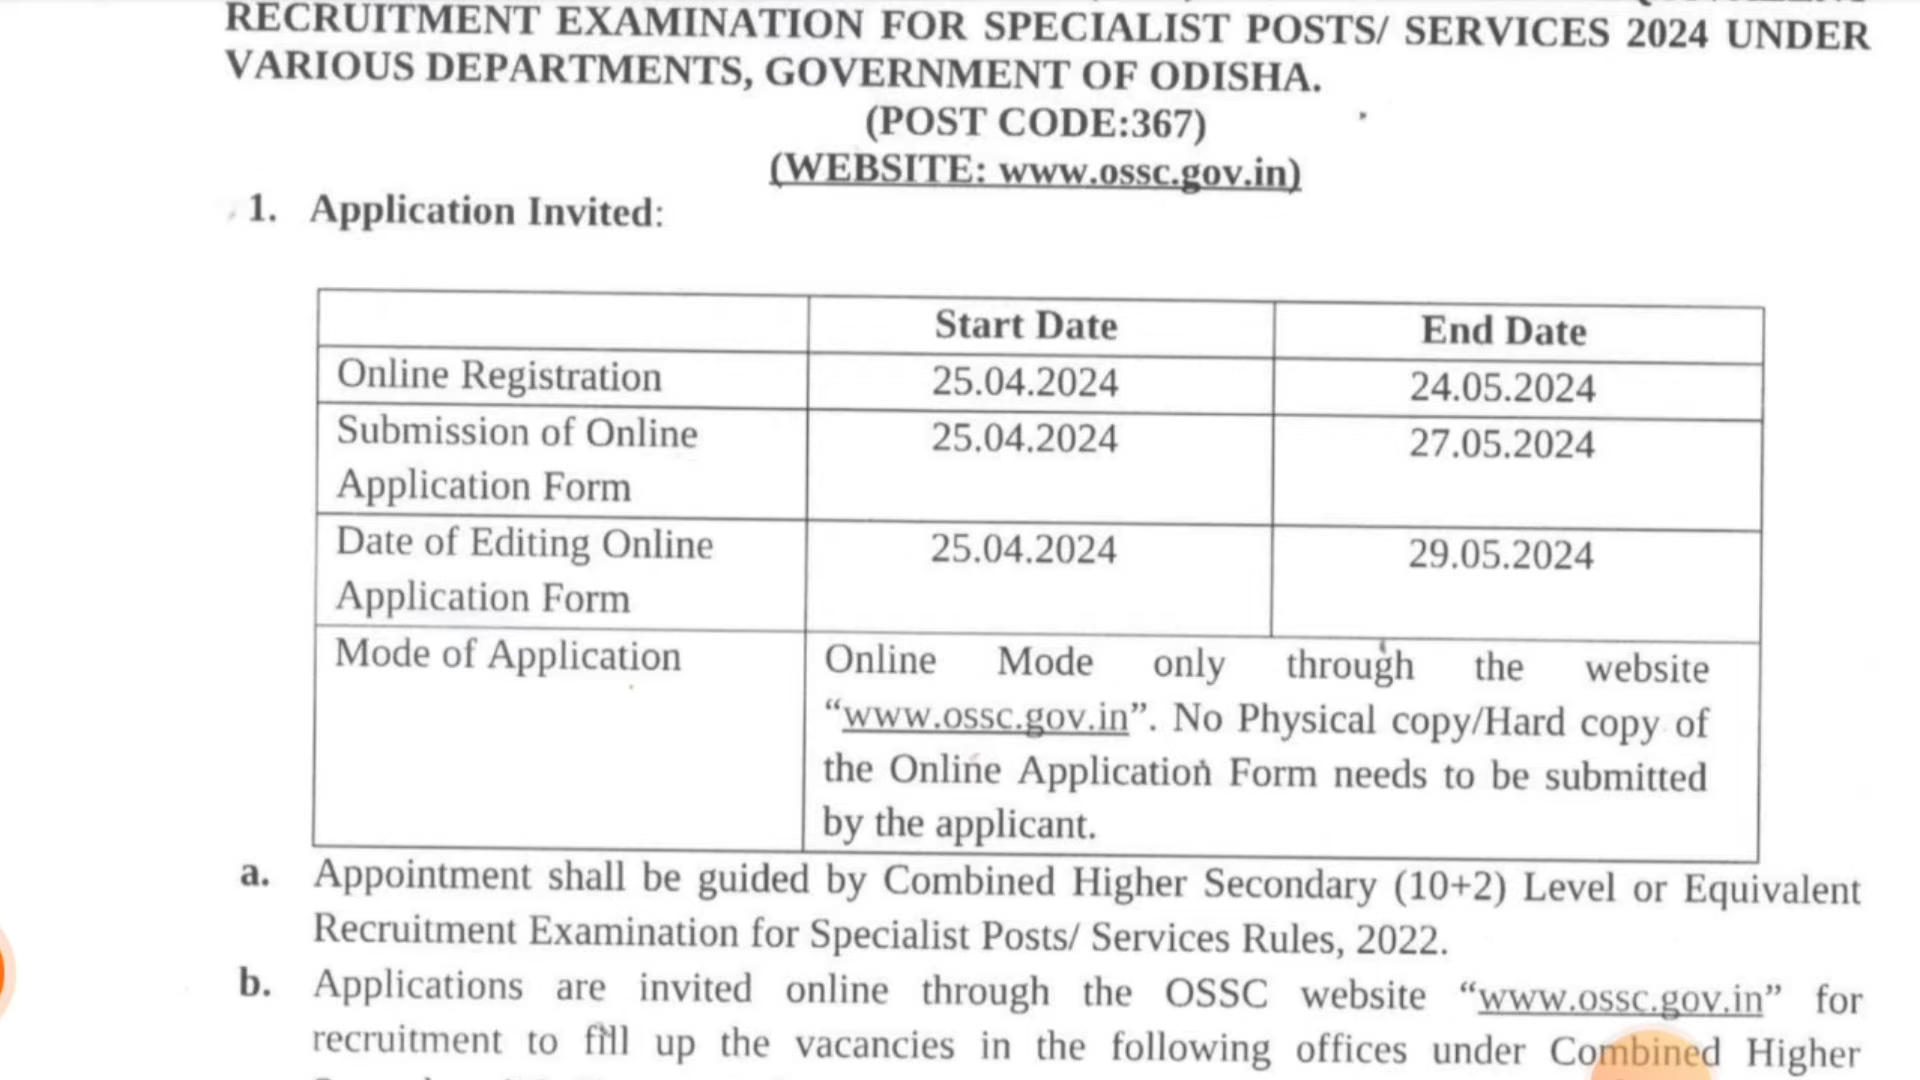 RECRUITMENT EXAMINATION FOR SPECIALIST POSTS/ SERVICES 2024 UNDER
VARIOUS DEPARTMENTS, GOVERNMENT OF ODISHA.
(POST CODE:367)
(WEBSITE: www.ossc.gov.in)
1. Application Invited:
Start Date End Date
Online Registration 25.04.2024 24.05.2024
Submission of Online 25.04.2024 27.05.2024
Application Form
Date of Editing Online 25.04.2024 29.05.2024
Application Form
Mode of Application Online Mode only through the website
“www.ossc.gov.in”. No Physical copy/Hard copy of
the Online Application Form needs to be submitted
by the applicant.
a. Appointment shall be guided by Combined Higher Secondary (10+2) Level or Equivalent
Recruitment Examination for Specialist Posts/ Services Rules, 2022.
b. Applications are invited online through the OSSC website “www.ossc.gov.in” for
recruitment to fill up the vacancies in the following offices under Combined Higher